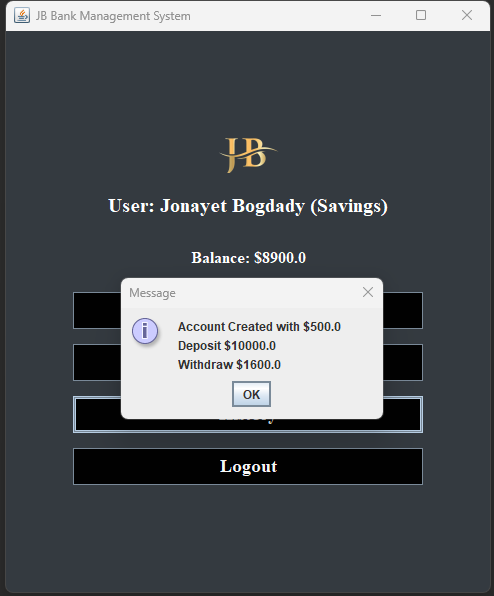 JB Bank Management System
JB
User: Jonayet Bogdady (Savings)
Balance: $8900.0
Message
Account Created with $500.0
Deposit $10000.0
Withdraw $1600.0
OK
Logout